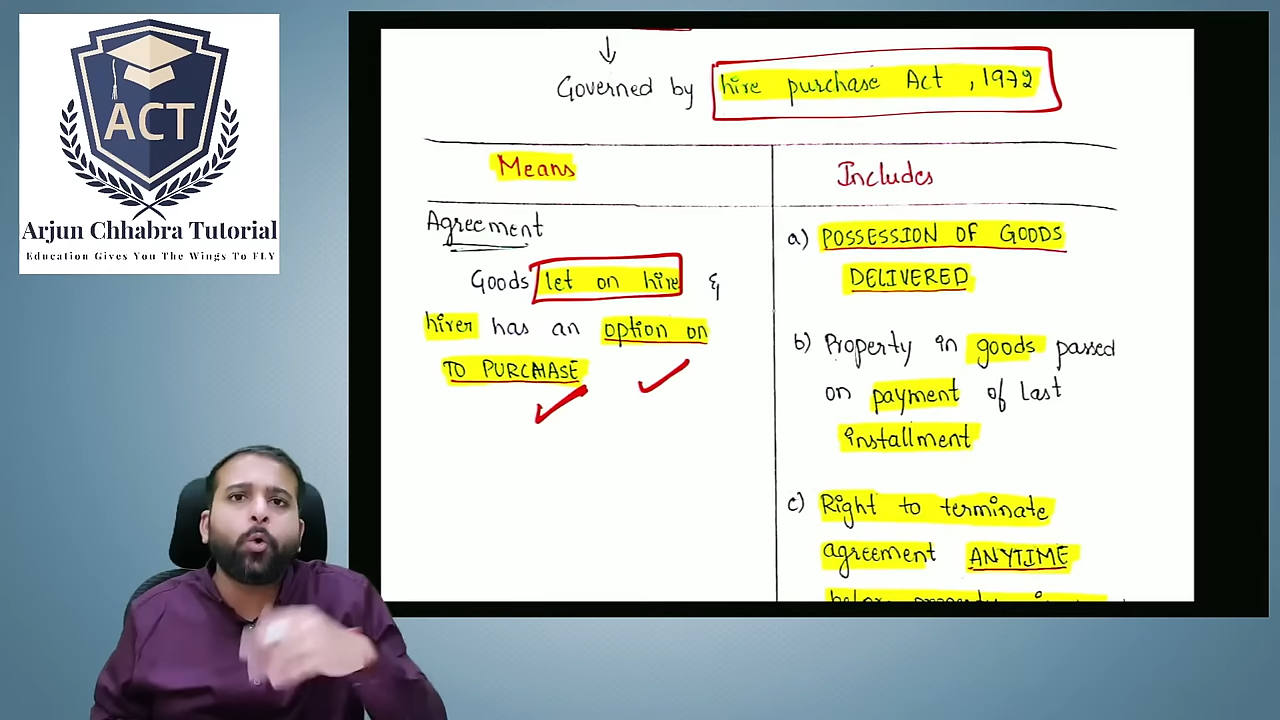 ACT
Arjun Chhabra Tutorial
Education Gives You The Wings To FLY
Governed by hire purchase Act, 1972
Means
Agreement
Goods let on hire &
hirer has an option on
TO PURCHASE
Includes
a) POSSESSION OF GOODS
DELIVERED
b) Property in goods passed
on payment of last
installment
c) Right to terminate
agreement ANYTIME
before property